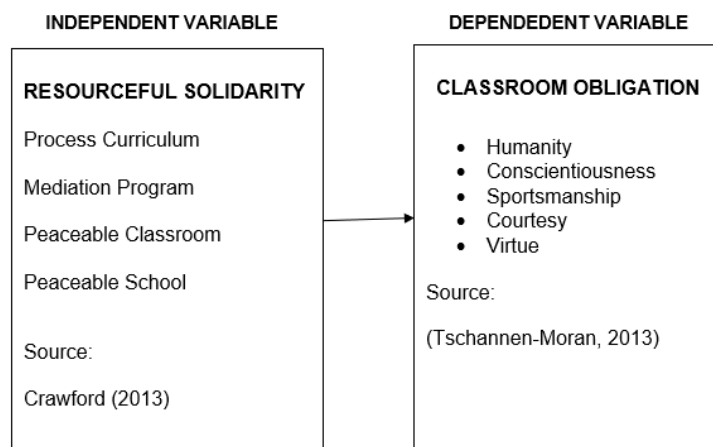 INDEPENDENT VARIABLE
RESOURCEFUL SOLIDARITY
Process Curriculum
Mediation Program
Peaceable Classroom
Peaceable School
Source:
Crawford (2013)
DEPENDEDENT VARIABLE
CLASSROOM OBLIGATION
• Humanity
• Conscientiousness
• Sportsmanship
• Courtesy
• Virtue
Source:
(Tschannen-Moran, 2013)